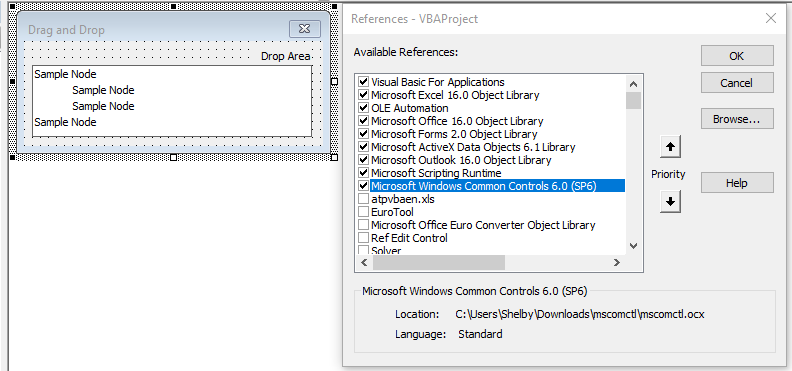 Drag and Drop
Drop Area
Sample Node
Sample Node
Sample Node
Sample Node
References - VBAProject
Available References:
Visual Basic For Applications
Microsoft Excel 16.0 Object Library
OLE Automation
Microsoft Office 16.0 Object Library
Microsoft Forms 2.0 Object Library
Microsoft ActiveX Data Objects 6.1 Library
Microsoft Outlook 16.0 Object Library
Microsoft Scripting Runtime
Microsoft Windows Common Controls 6.0 (SP6)
atpvbaen.xls
EuroTool
Microsoft Office Euro Converter Object Library
Ref Edit Control
Solver
OK
Cancel
Browse...
Priority
Help
Microsoft Windows Common Controls 6.0 (SP6)
Location: C:\Users\Shelby\Downloads\mscomctl\mscomctl.ocx
Language: Standard